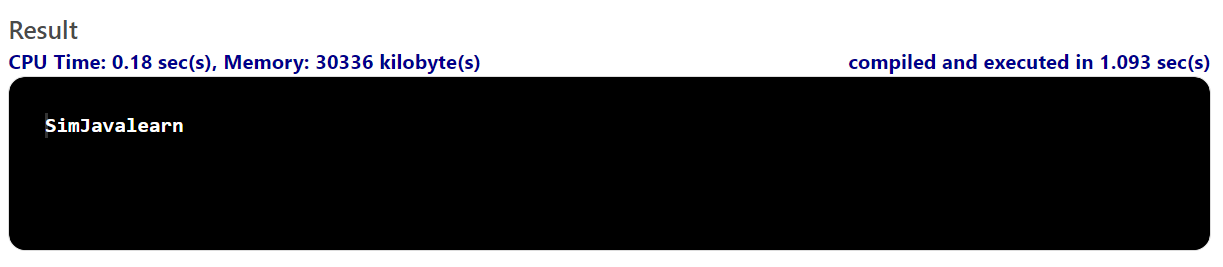 Result
CPU Time: 0.18 sec(s), Memory: 30336 kilobyte(s) compiled and executed in 1.093 sec(s)
SimJavalearn